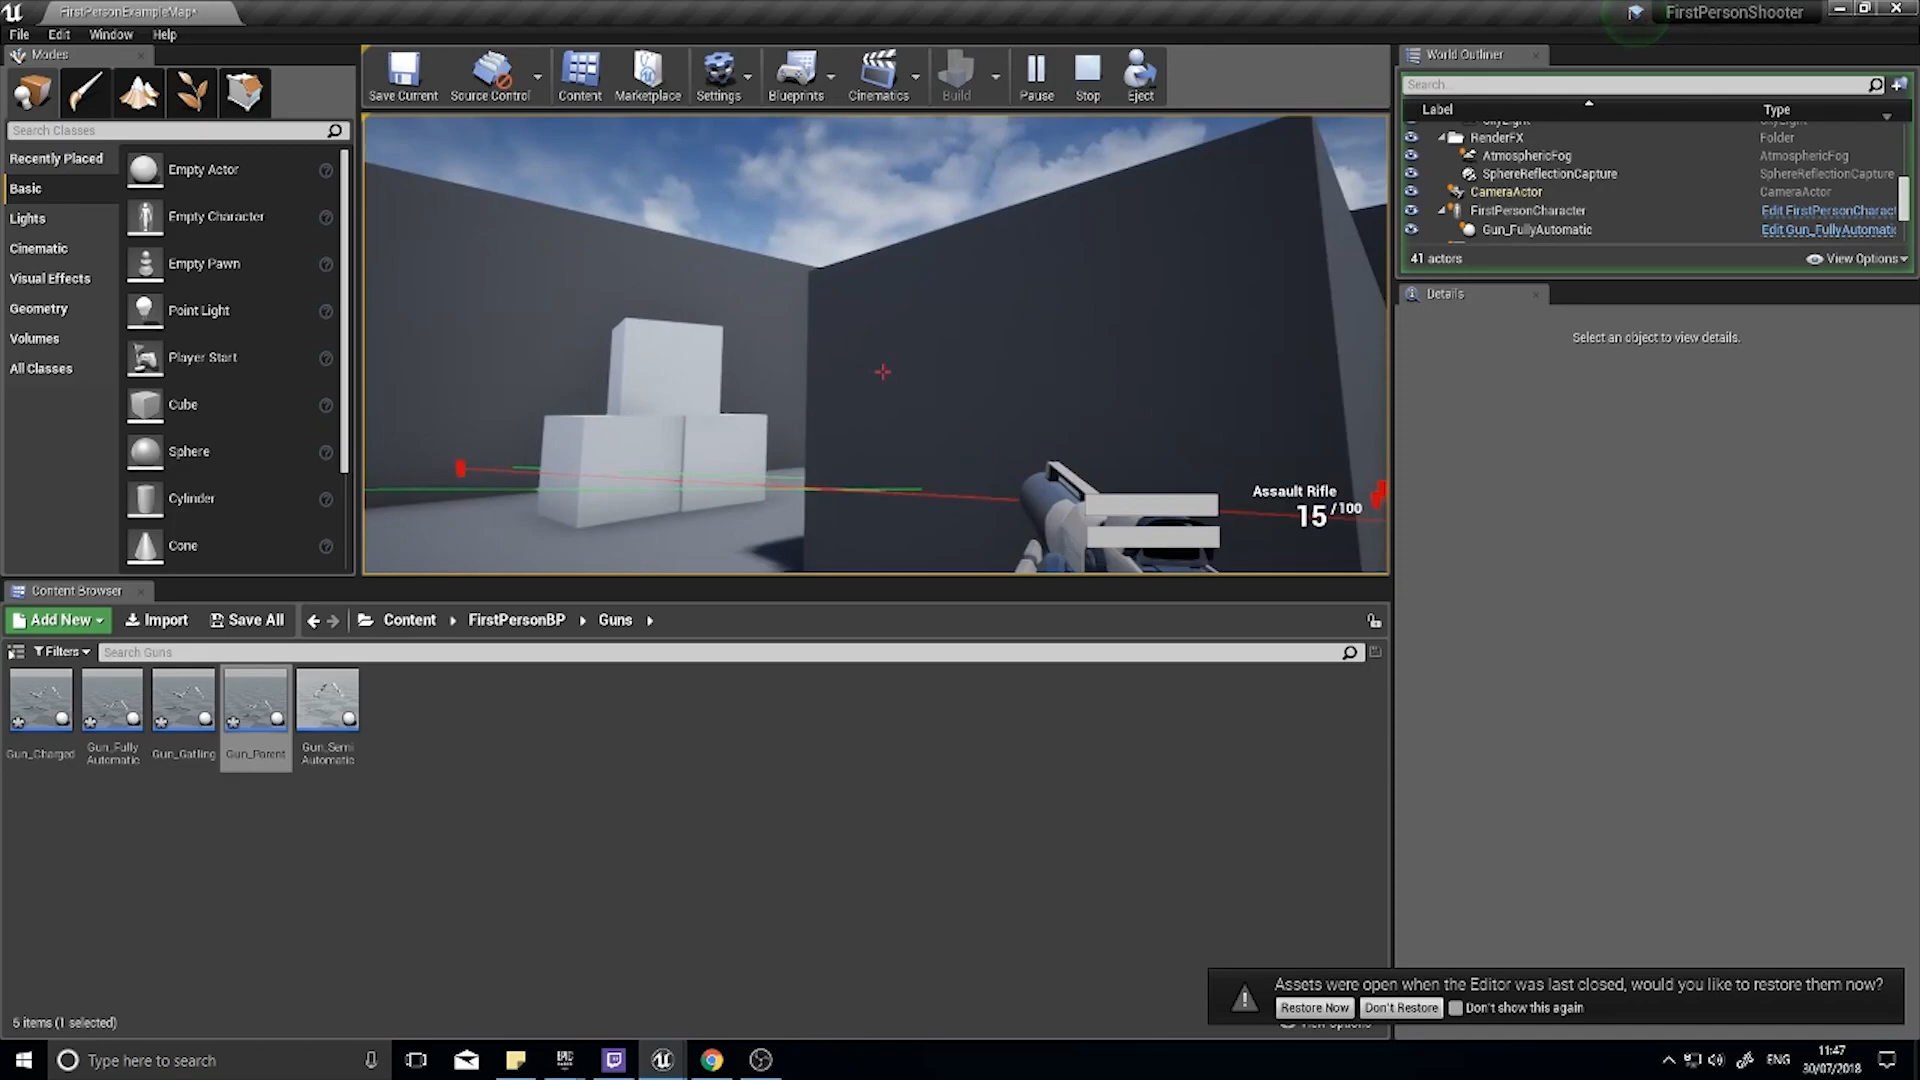 FirstPersonExampleMap*
FirstPersonShooter
File
Edit
Window
Help
Modes
Save Current
Source Control
Content
Marketplace
Settings
Blueprints
Cinematics
Build
Pause
Stop
Eject
World Outliner
Search...
Label
Type
RenderFX
Folder
AtmosphericFog
AtmosphericFog
SphereReflectionCapture
SphereReflectionCapture
CameraActor
CameraActor
FirstPersonCharacter
Edit FirstPersonCharact
Gun_FullyAutomatic
Edit Gun_FullyAutomatic
41 actors
View Options
Details
Select an object to view details.
Search Classes
Recently Placed
Basic
Lights
Cinematic
Visual Effects
Geometry
Volumes
All Classes
Empty Actor
Empty Character
Empty Pawn
Point Light
Player Start
Cube
Sphere
Cylinder
Cone
Assault Rifle
15/100
Content Browser
Add New
Import
Save All
Content
FirstPersonBP
Guns
Filters
Search Guns
Gun_Charged
Gun_Fully
Automatic
Gun_Gatling
Gun_Parent
Gun_Semi
Automatic
5 items (1 selected)
Assets were open when the Editor was last closed, would you like to restore them now?
Restore Now
Don't Restore
Don't show this again
Type here to search
EPIC
ENG
11:47
30/07/2018